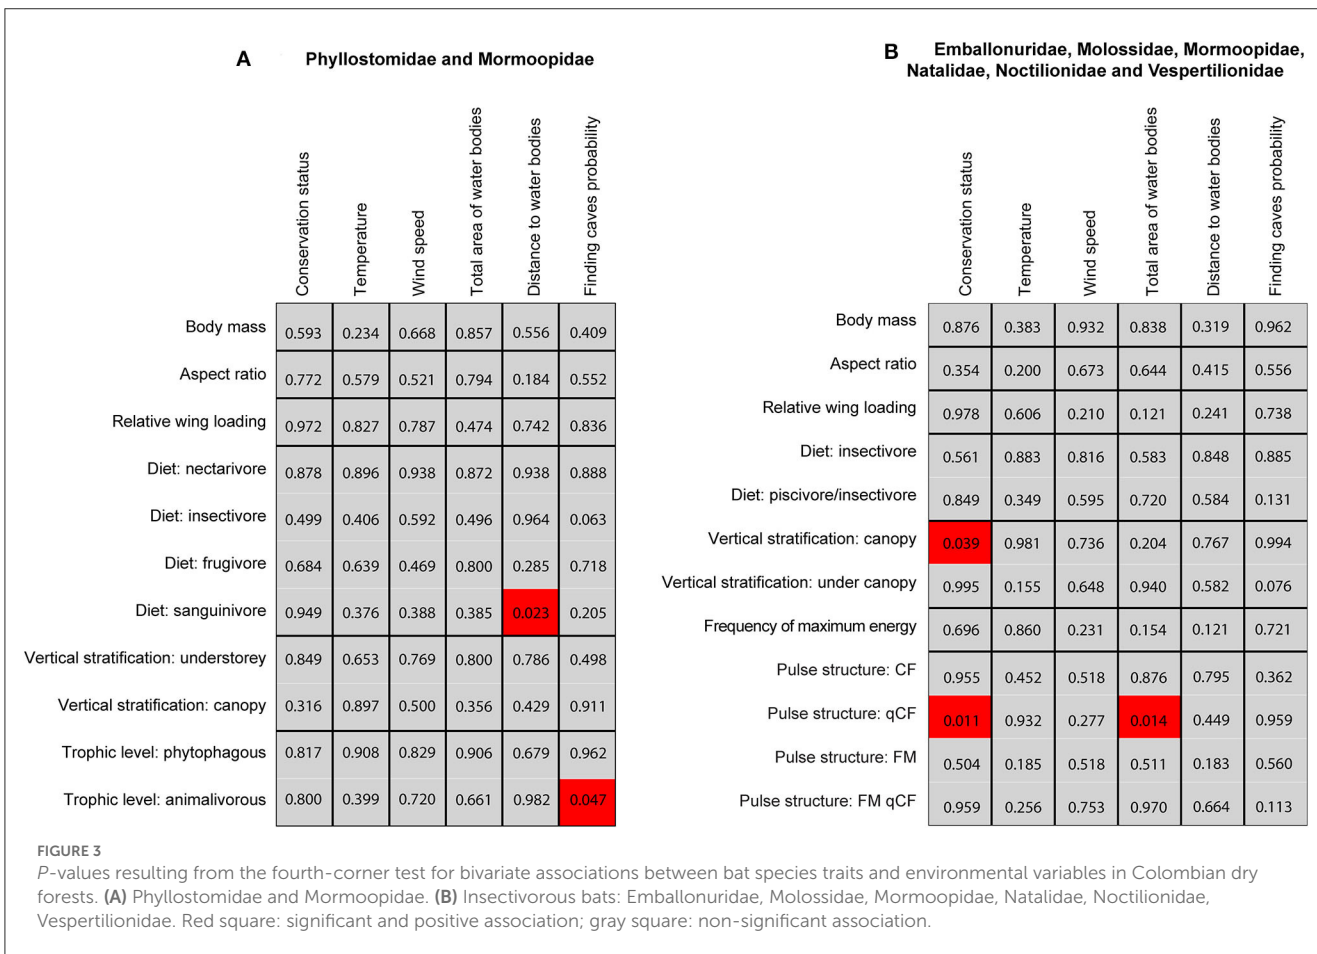 A Phyllostomidae and Mormoopidae
Conservation status
Temperature
Wind speed
Total area of water bodies
Distance to water bodies
Finding caves probability
Body mass 0.593 0.234 0.668 0.857 0.556 0.409
Aspect ratio 0.772 0.579 0.521 0.794 0.184 0.552
Relative wing loading 0.972 0.827 0.787 0.474 0.742 0.836
Diet: nectarivore 0.878 0.896 0.938 0.872 0.938 0.888
Diet: insectivore 0.499 0.406 0.592 0.496 0.964 0.063
Diet: frugivore 0.684 0.639 0.469 0.800 0.285 0.718
Diet: sanguinivore 0.949 0.376 0.388 0.385 0.023 0.205
Vertical stratification: understorey 0.849 0.653 0.769 0.800 0.786 0.498
Vertical stratification: canopy 0.316 0.897 0.500 0.356 0.429 0.911
Trophic level: phytophagous 0.817 0.908 0.829 0.906 0.679 0.962
Trophic level: animalivorous 0.800 0.399 0.720 0.661 0.982 0.047
B Emballonuridae, Molossidae, Mormoopidae,
Natalidae, Noctilionidae and Vespertilionidae
Conservation status
Temperature
Wind speed
Total area of water bodies
Distance to water bodies
Finding caves probability
Body mass 0.876 0.383 0.932 0.838 0.319 0.962
Aspect ratio 0.354 0.200 0.673 0.644 0.415 0.556
Relative wing loading 0.978 0.606 0.210 0.121 0.241 0.738
Diet: insectivore 0.561 0.883 0.816 0.583 0.848 0.885
Diet: piscivore/insectivore 0.849 0.349 0.595 0.720 0.584 0.131
Vertical stratification: canopy 0.039 0.981 0.736 0.204 0.767 0.994
Vertical stratification: under canopy 0.995 0.155 0.648 0.940 0.582 0.076
Frequency of maximum energy 0.696 0.860 0.231 0.154 0.121 0.721
Pulse structure: CF 0.955 0.452 0.518 0.876 0.795 0.362
Pulse structure: qCF 0.011 0.932 0.277 0.014 0.449 0.959
Pulse structure: FM 0.504 0.185 0.518 0.511 0.183 0.560
Pulse structure: FM qCF 0.959 0.256 0.753 0.970 0.664 0.113
FIGURE 3
P-values resulting from the fourth-corner test for bivariate associations between bat species traits and environmental variables in Colombian dry
forests. (A) Phyllostomidae and Mormoopidae. (B) Insectivorous bats: Emballonuridae, Molossidae, Mormoopidae, Natalidae, Noctilionidae,
Vespertilionidae. Red square: significant and positive association; gray square: non-significant association.